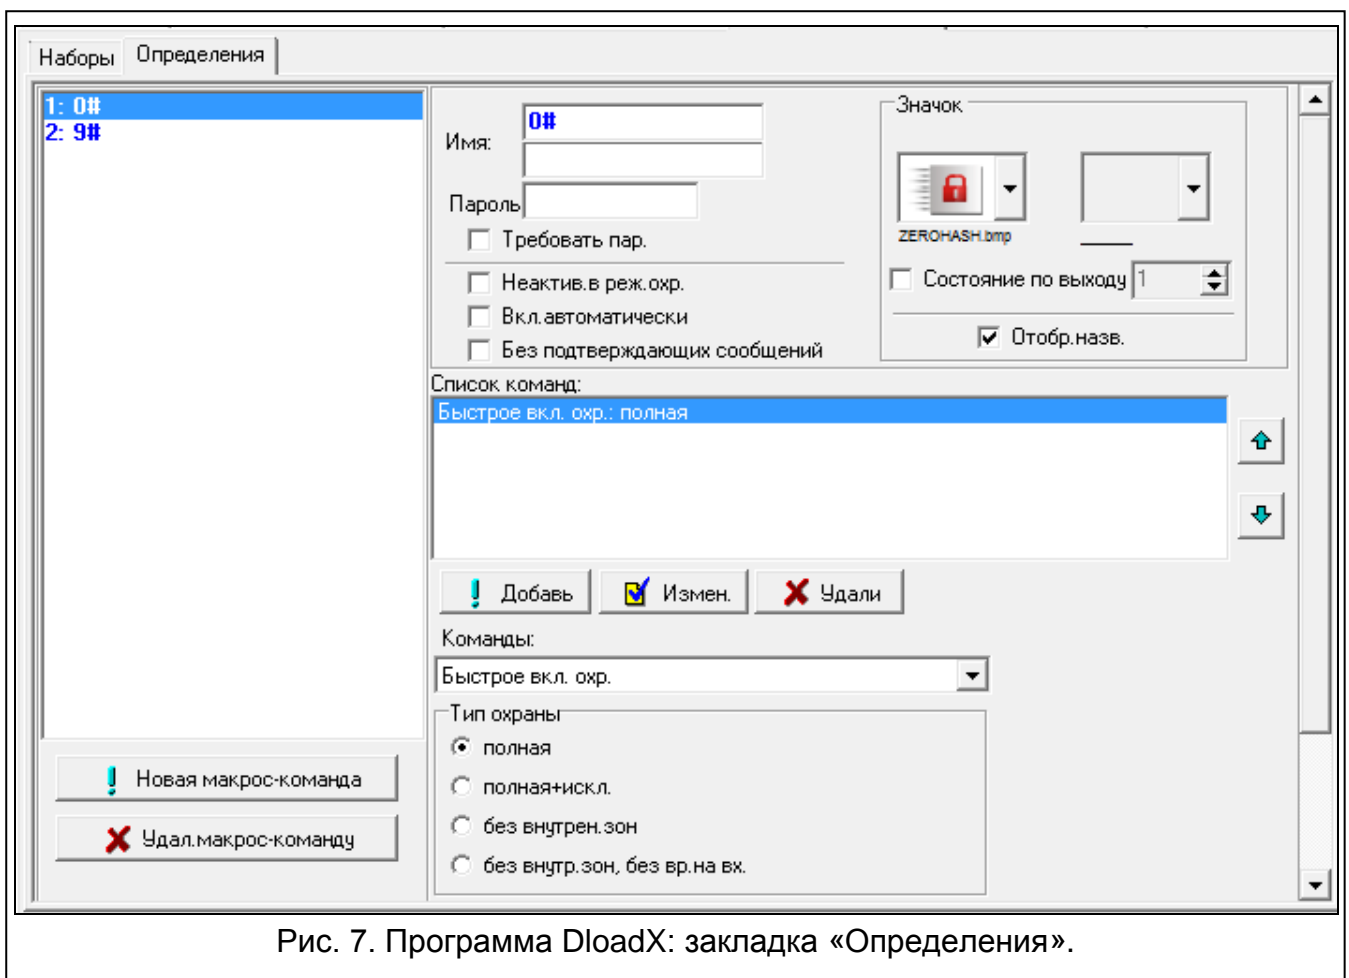 Наборы
Определения
1: 0#
2: 9#
Имя:
0#
Пароль
Требовать пар.
Неактив.в реж.охр.
Вкл.автоматически
Без подтверждающих сообщений
Значок
ZEROHASH.bmp
Состояние по выходу 1
Отобр.назв.
Список команд:
Быстрое вкл. охр.: полная
Добавь
Измен.
Удали
Команды:
Быстрое вкл. охр.
Тип охраны
полная
полная+искл.
без внутрен.зон
без внутр.зон, без вр.на вх.
Новая макрос-команда
Удал.макрос-команду
Рис. 7. Программа DloadX: закладка «Определения».